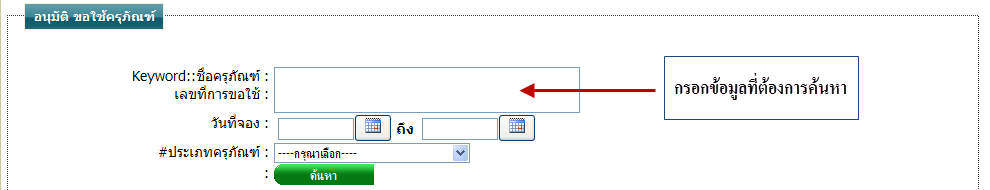 อนุมัติ ขอใช้ครุภัณฑ์
Keyword::ชื่อครุภัณฑ์ :
เลขที่การขอใช้ :
กรอกข้อมูลที่ต้องการค้นหา
วันที่จอง : ถึง
#ประเภทครุภัณฑ์ : ----กรุณาเลือก----
: ค้นหา